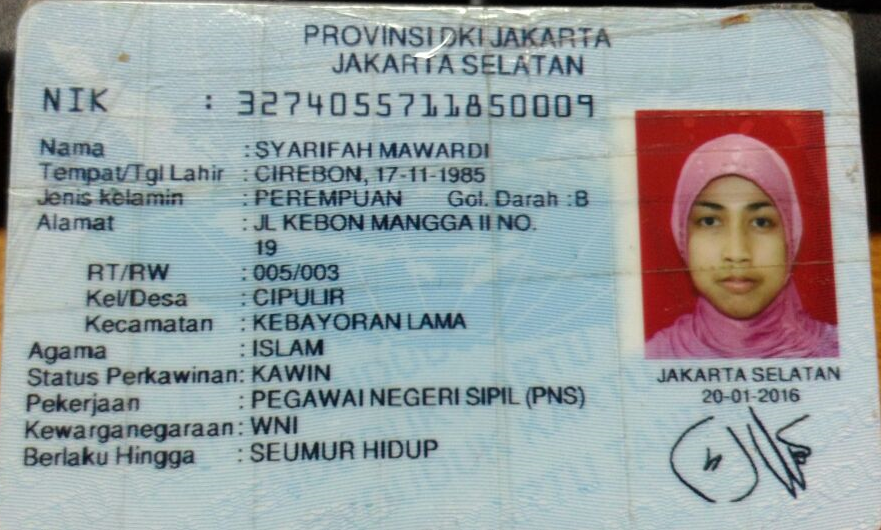 PROVINSI DKI JAKARTA
JAKARTA SELATAN
NIK : 3274055711850009
Nama : SYARIFAH MAWARDI
Tempat/Tgl Lahir : CIREBON, 17-11-1985
Jenis kelamin : PEREMPUAN Gol. Darah : B
Alamat : JL KEBON MANGGA II NO.
19
RT/RW : 005/003
Kel/Desa : CIPULIR
Kecamatan : KEBAYORAN LAMA
Agama : ISLAM
Status Perkawinan: KAWIN
Pekerjaan : PEGAWAI NEGERI SIPIL (PNS)
Kewarganegaraan: WNI
Berlaku Hingga : SEUMUR HIDUP
JAKARTA SELATAN
20-01-2016